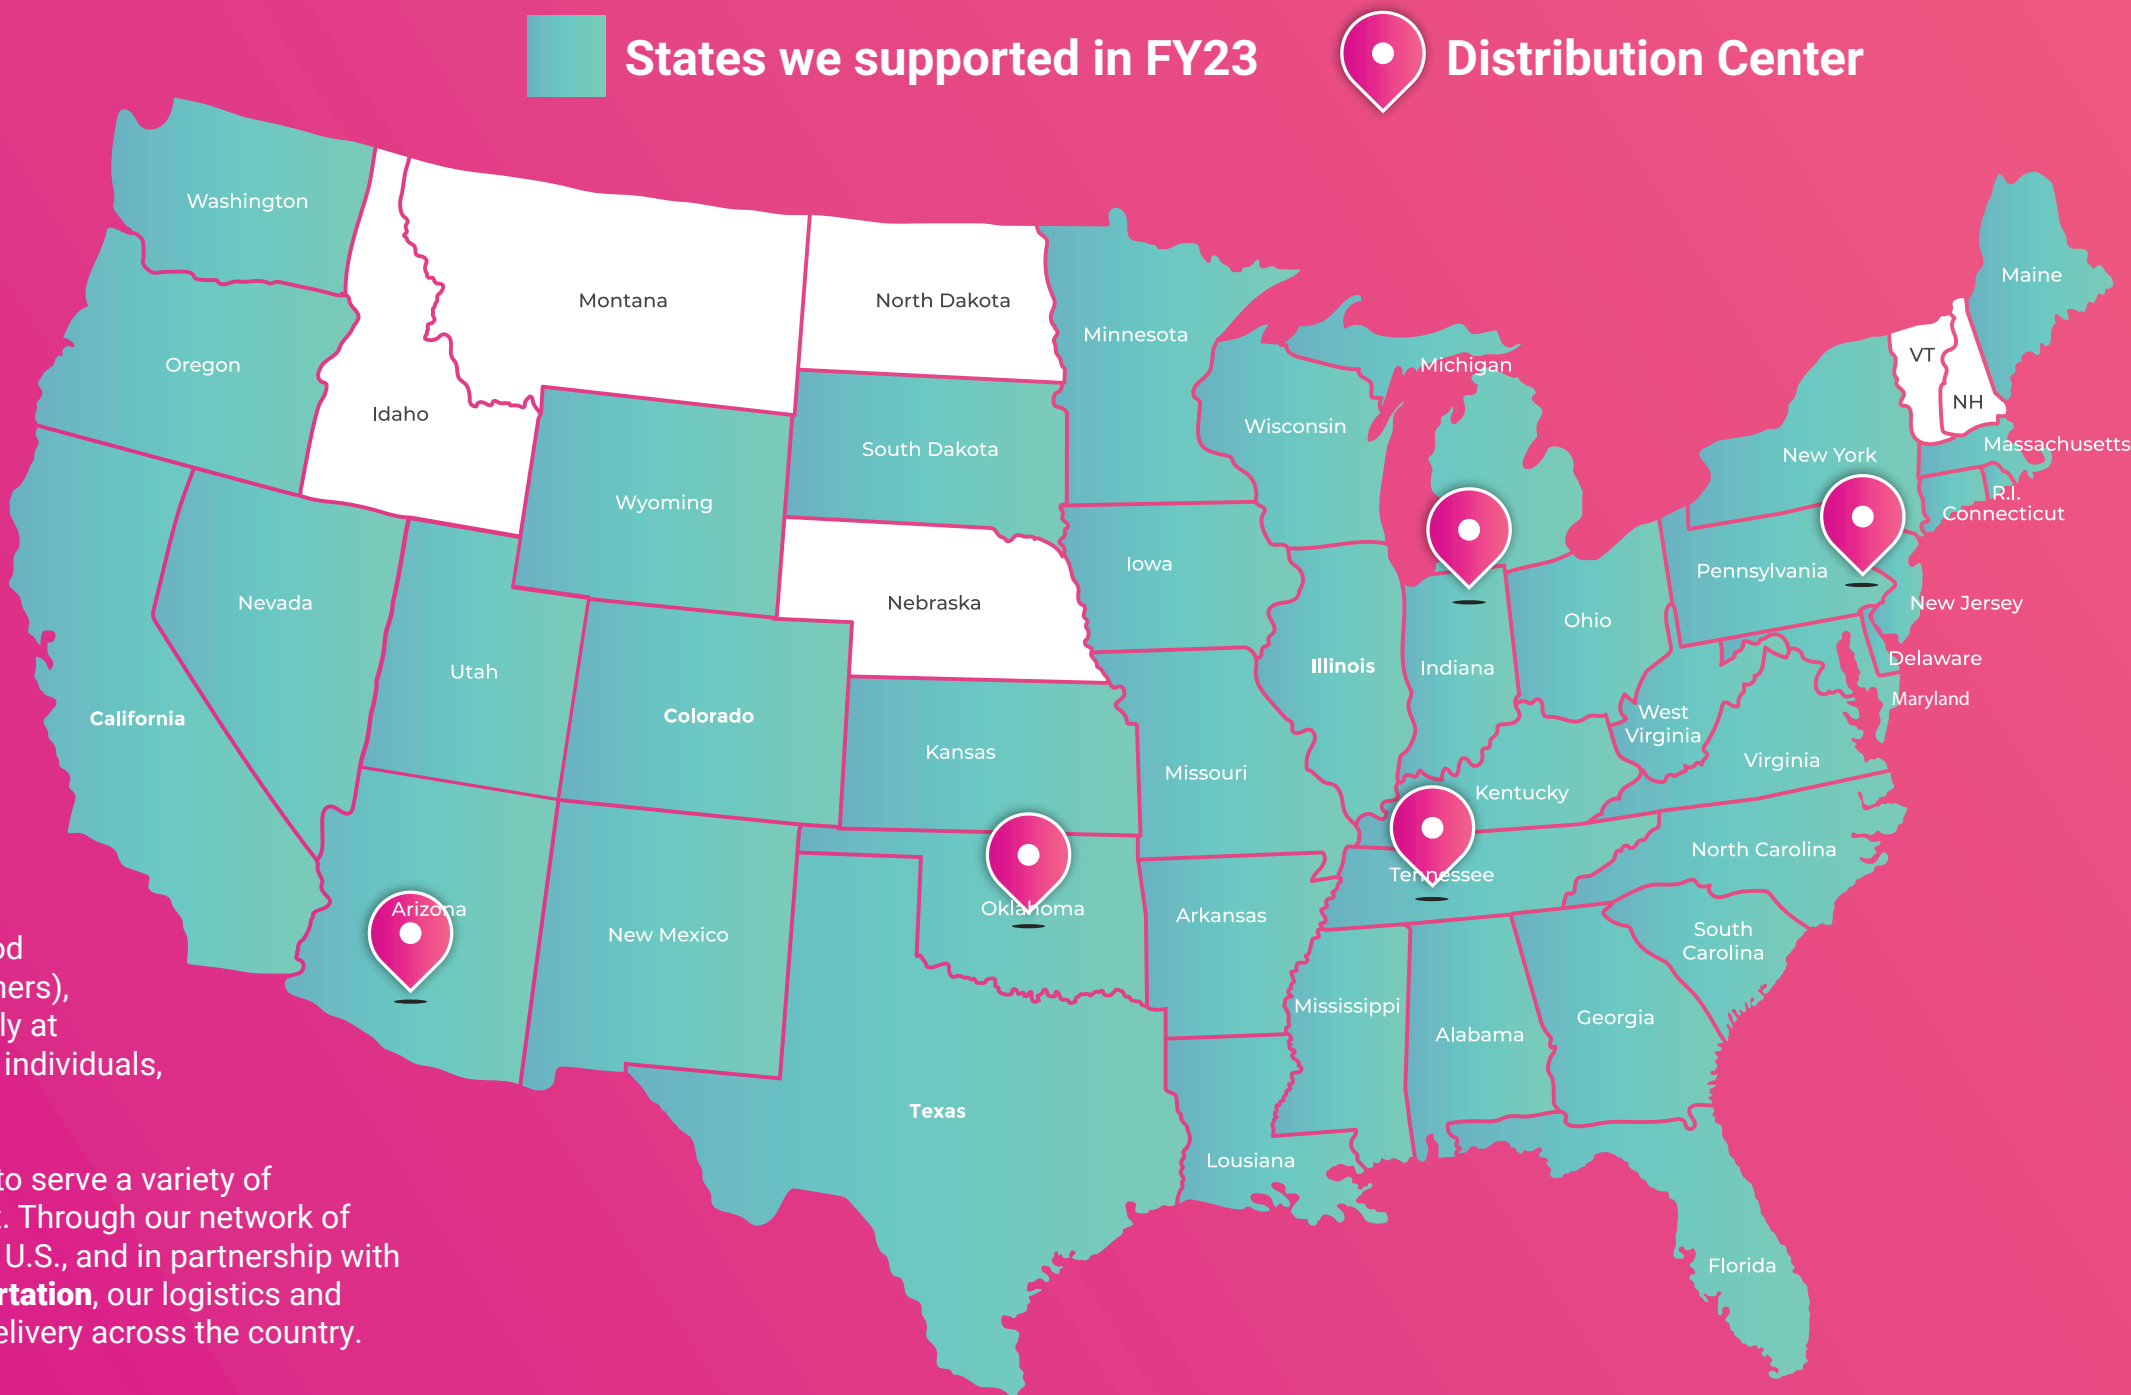 States we supported in FY23
Distribution Center
Washington
Maine
Montana
North Dakota
Minnesota
VT
Oregon
Michigan
NH
Idaho
Wisconsin
Massachusetts
South Dakota
New York
R.I.
Wyoming
Connecticut
Iowa
Pennsylvania
Nevada
Nebraska
New Jersey
Ohio
Utah
Illinois
Indiana
Delaware
Maryland
California
Colorado
West
Virginia
Kansas
Virginia
Missouri
Kentucky
North Carolina
Tennessee
Arizona
Oklahoma
Arkansas
New Mexico
South
Carolina
Mississippi
Georgia
Alabama
Texas
Lousiana
Florida
od
ners),
ly at
individuals,
to serve a variety of
t. Through our network of
U.S., and in partnership with
rtation, our logistics and
elivery across the country.